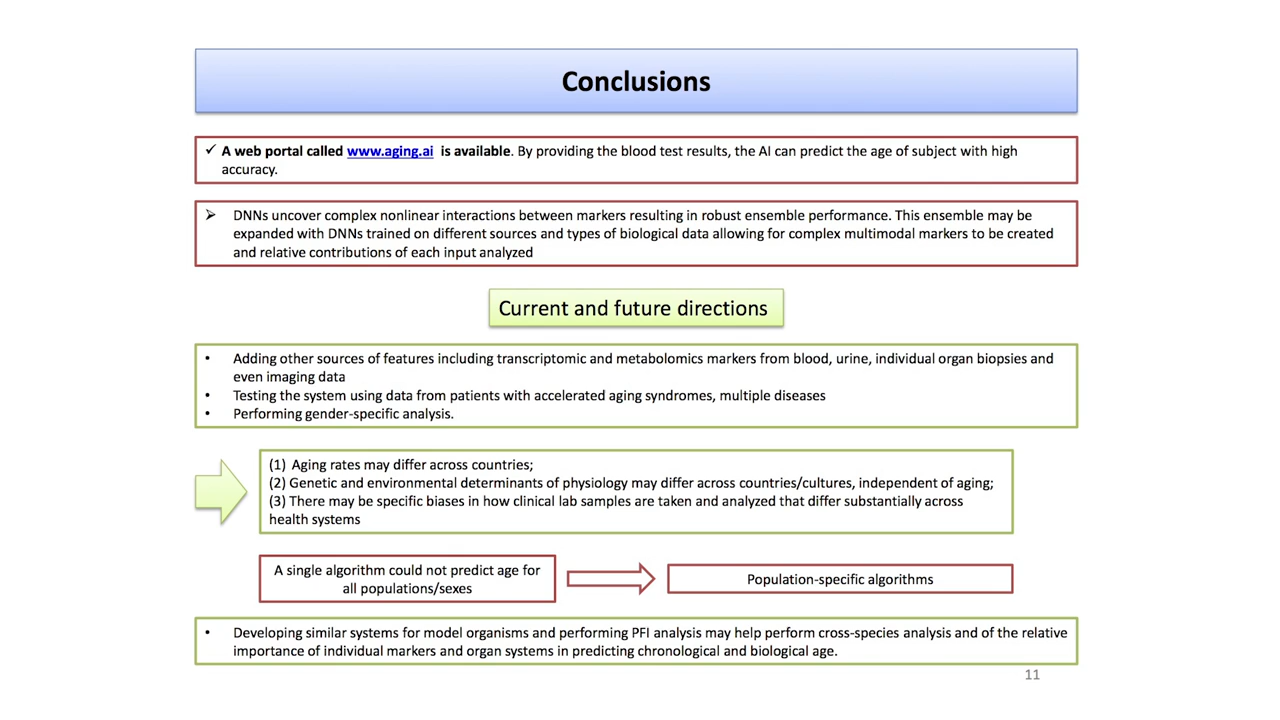 Conclusions
✓ A web portal called www.aging.ai is available. By providing the blood test results, the AI can predict the age of subject with high
accuracy.
➢ DNNs uncover complex nonlinear interactions between markers resulting in robust ensemble performance. This ensemble may be
expanded with DNNs trained on different sources and types of biological data allowing for complex multimodal markers to be created
and relative contributions of each input analyzed
Current and future directions
• Adding other sources of features including transcriptomic and metabolomics markers from blood, urine, individual organ biopsies and
even imaging data
• Testing the system using data from patients with accelerated aging syndromes, multiple diseases
• Performing gender-specific analysis.
(1) Aging rates may differ across countries;
(2) Genetic and environmental determinants of physiology may differ across countries/cultures, independent of aging;
(3) There may be specific biases in how clinical lab samples are taken and analyzed that differ substantially across
health systems
A single algorithm could not predict age for
all populations/sexes
Population-specific algorithms
• Developing similar systems for model organisms and performing PFI analysis may help perform cross-species analysis and of the relative
importance of individual markers and organ systems in predicting chronological and biological age.
11